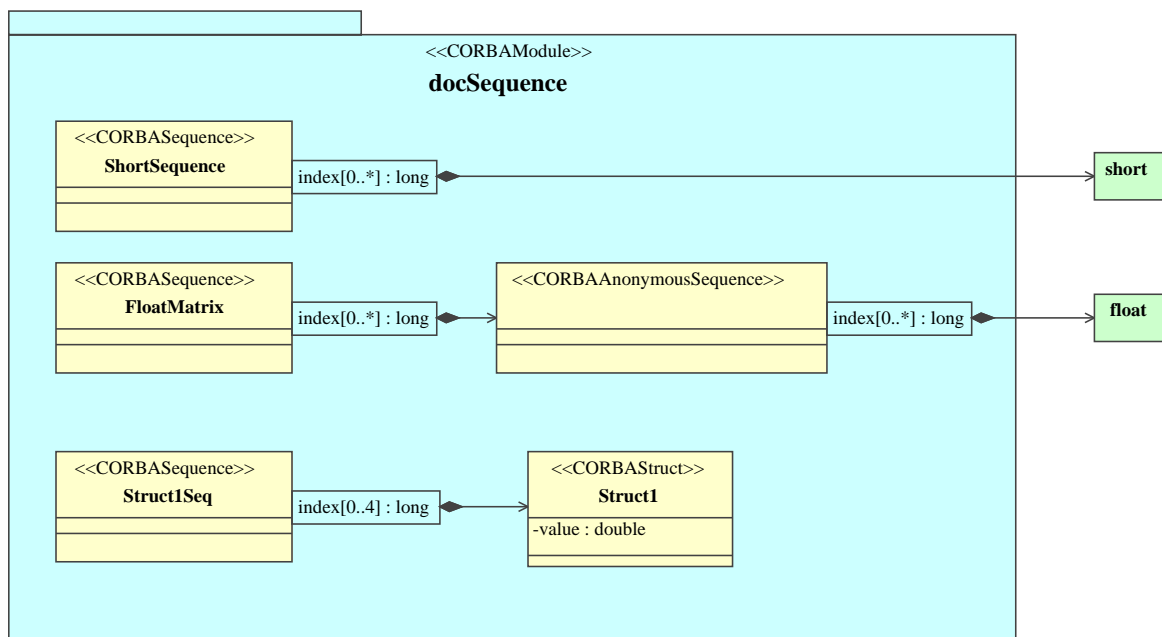 <<CORBAModule>>
docSequence
<<CORBASequence>>
ShortSequence
index[0..*] : long
short
<<CORBASequence>>
FloatMatrix
index[0..*] : long
<<CORBAAnonymousSequence>>
index[0..*] : long
float
<<CORBASequence>>
Struct1Seq
index[0..4] : long
<<CORBAStruct>>
Struct1
-value : double